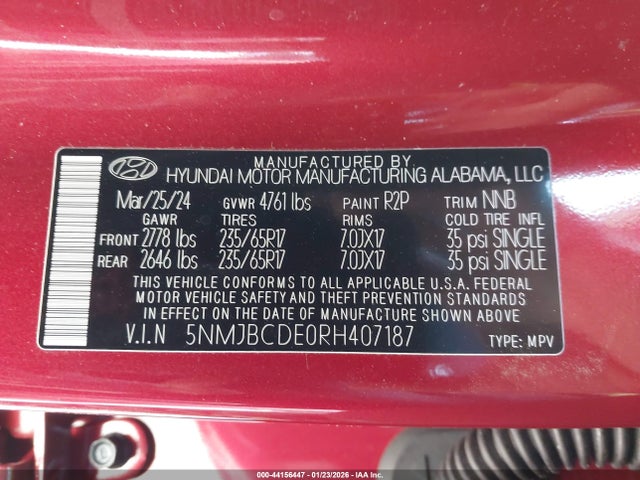 MANUFACTURED BY
HYUNDAI MOTOR MANUFACTURING ALABAMA, LLC
Mar/25/24 GVWR 4761 lbs PAINT R2P TRIM NNB
GAWR TIRES RIMS COLD TIRE INFL
FRONT 2778 lbs 235/65R17 7.0JX17 35 psi SINGLE
REAR 2646 lbs 235/65R17 7.0JX17 35 psi SINGLE
THIS VEHICLE CONFORMS TO ALL APPLICABLE U.S.A. FEDERAL
MOTOR VEHICLE SAFETY AND THEFT PREVENTION STANDARDS
IN EFFECT ON THE DATE OF MANUFACTURE SHOWN ABOVE
V.I.N 5NMJBCDE0RH407187 TYPE: MPV
000-44156447 - 01/23/2026 - IAA Inc.